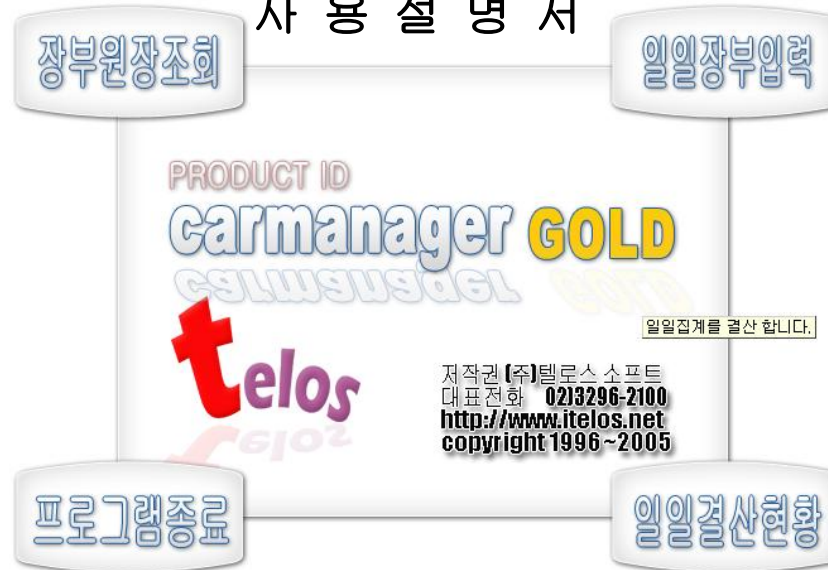 사 용 설 명 서
장부원장조회
일일장부입력
PRODUCT ID
carmanager GOLD
일일집계를 결산 합니다.
telos
저작권 (주)텔로스 소프트
대표전화 02)3296-2100
http://www.itelos.net
copyright 1996~2005
프로그램종료
일일결산현황